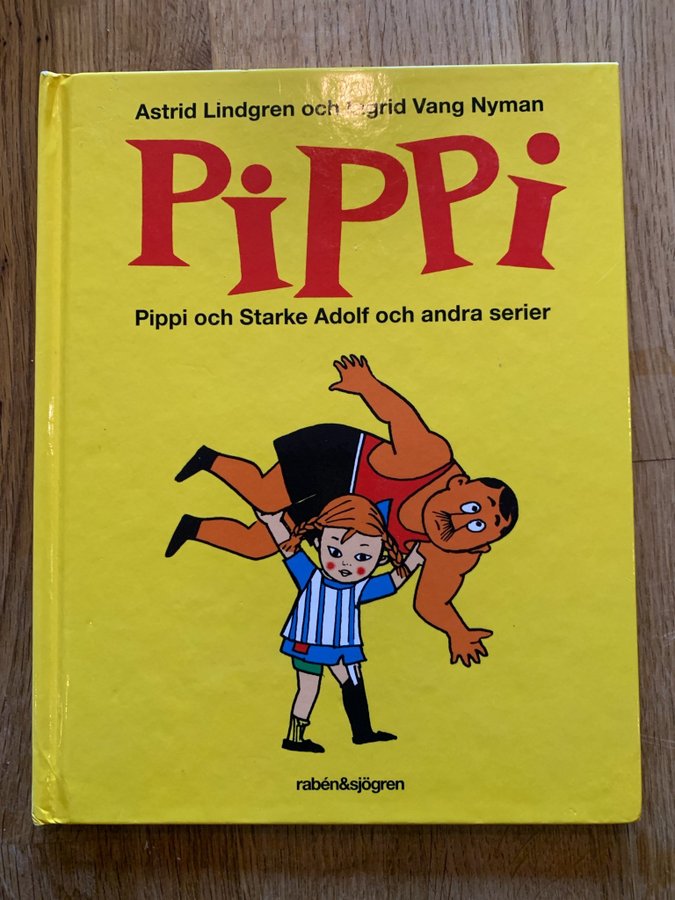 Astrid Lindgren och Ingrid Vang Nyman
PiPPi
Pippi och Starke Adolf och andra serier
rabén&sjögren